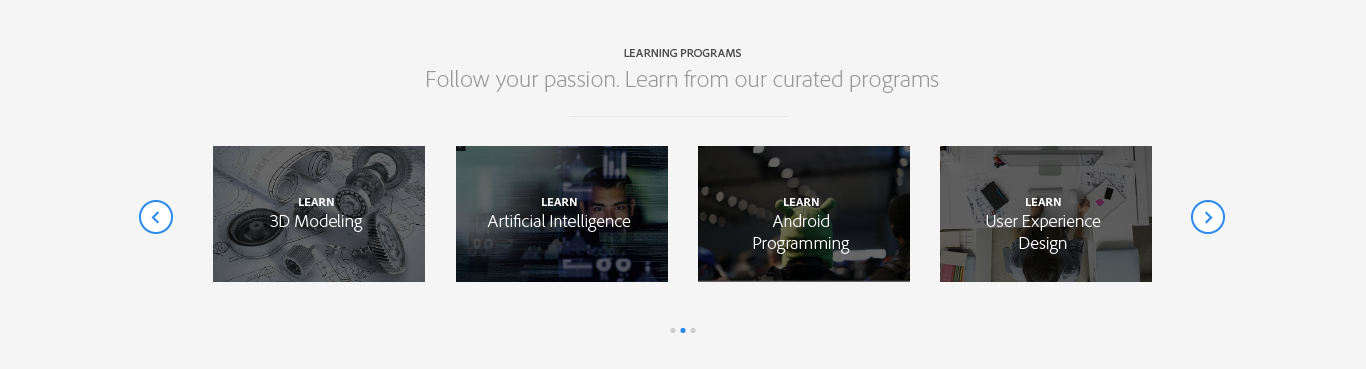 LEARNING PROGRAMS
Follow your passion. Learn from our curated programs
LEARN
3D Modeling
LEARN
Artificial Intelligence
LEARN
Android
Programming
LEARN
User Experience
Design